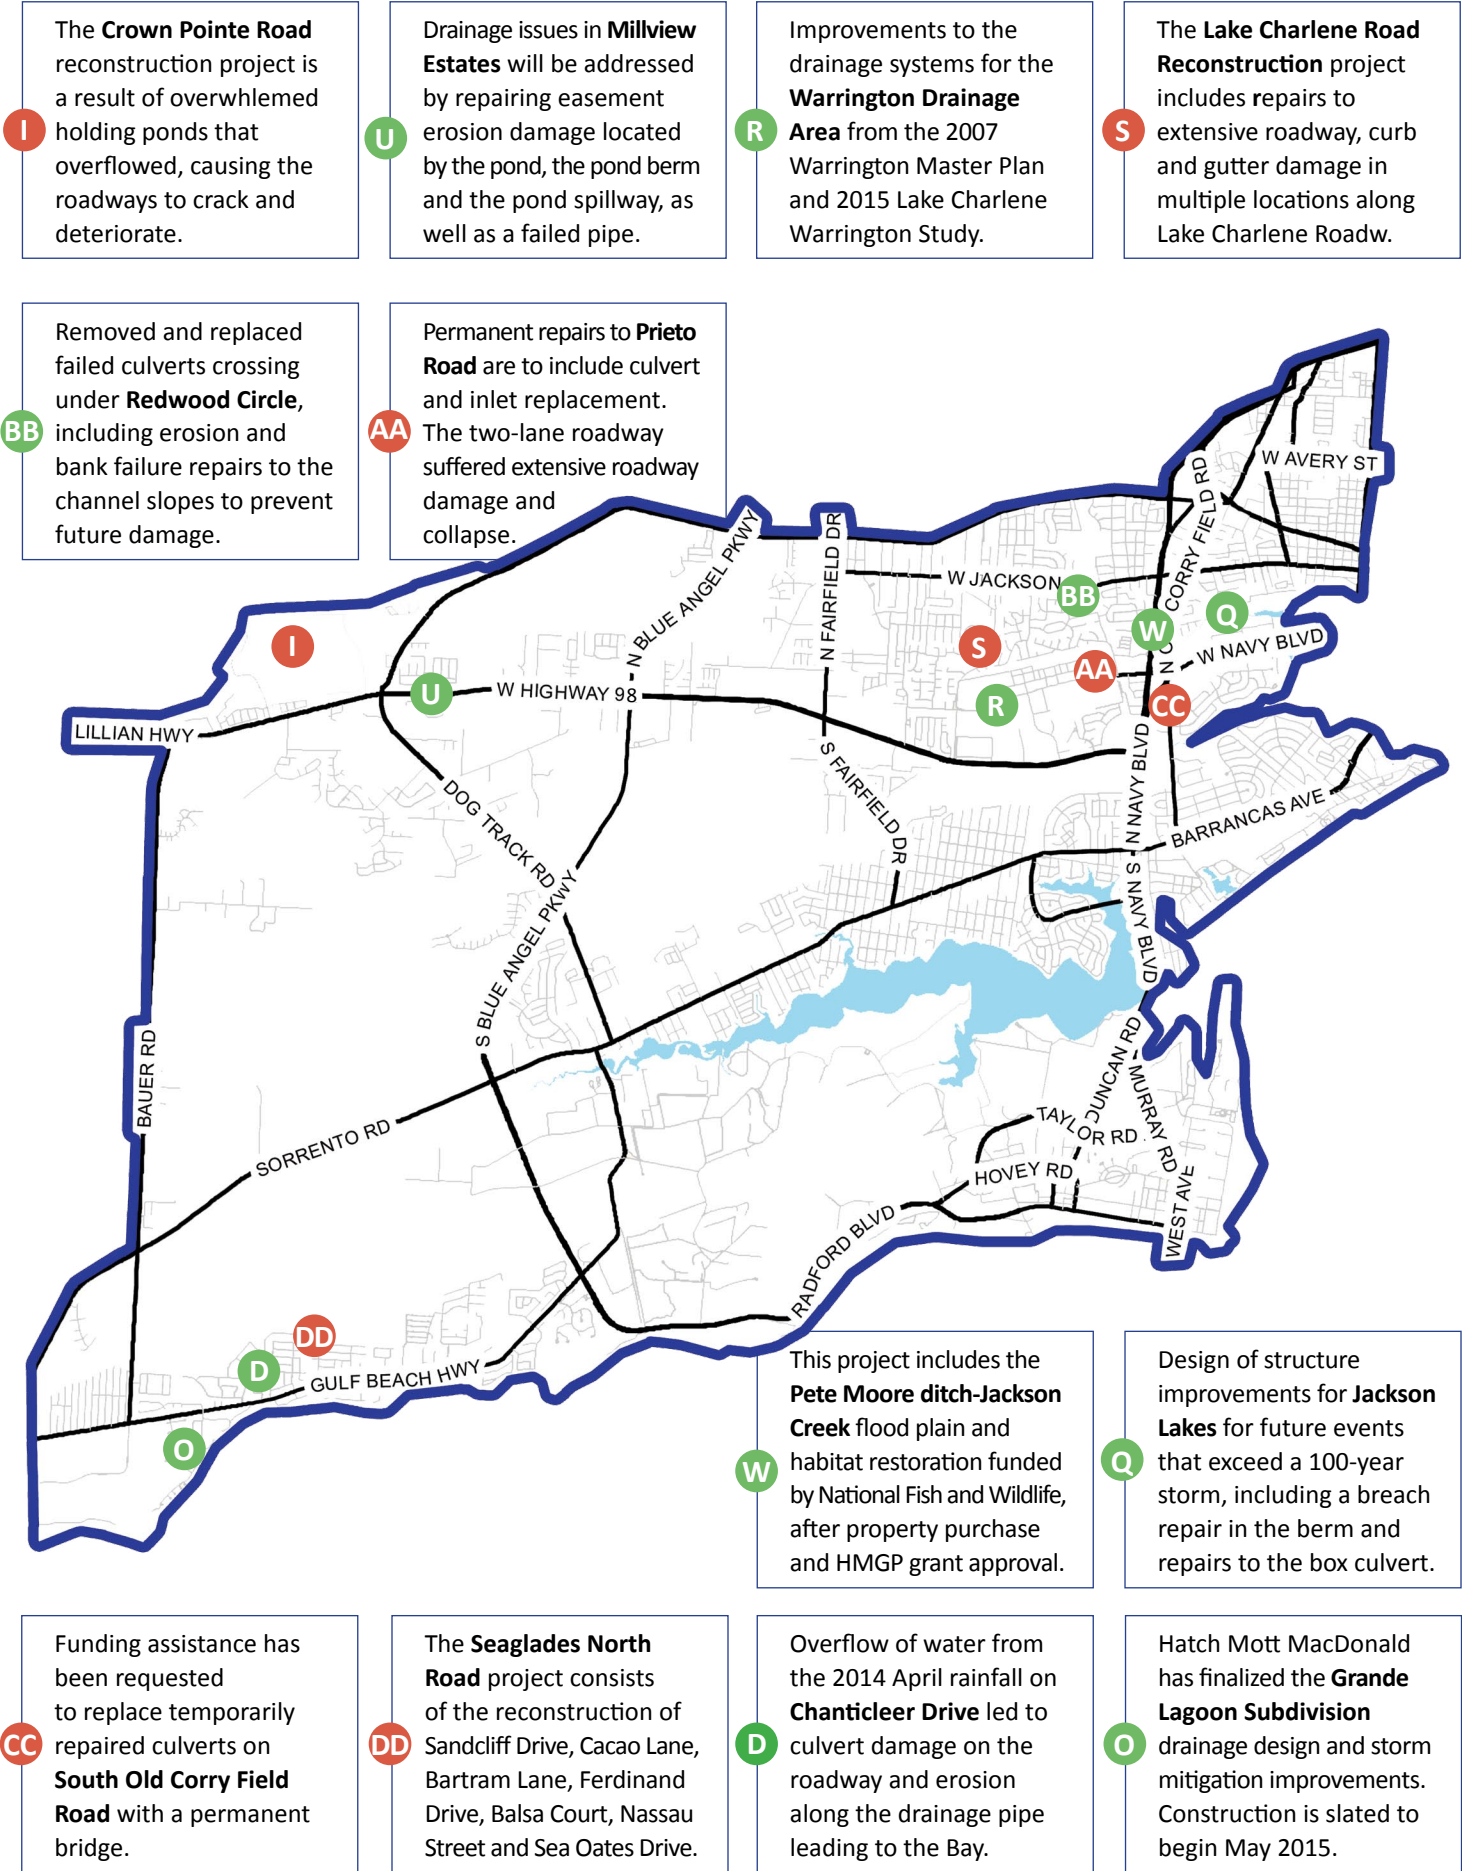 The Crown Pointe Road
reconstruction project is
a result of overwhlemed
holding ponds that
overflowed, causing the
roadways to crack and
deteriorate.
I
Drainage issues in Millview
Estates will be addressed
by repairing easement
erosion damage located
by the pond, the pond berm
and the pond spillway, as
well as a failed pipe.
U
Improvements to the
drainage systems for the
Warrington Drainage
Area from the 2007
Warrington Master Plan
and 2015 Lake Charlene
Warrington Study.
R
The Lake Charlene Road
Reconstruction project
includes repairs to
extensive roadway, curb
and gutter damage in
multiple locations along
Lake Charlene Roadw.
S
Removed and replaced
failed culverts crossing
under Redwood Circle,
including erosion and
bank failure repairs to the
channel slopes to prevent
future damage.
BB
Permanent repairs to Prieto
Road are to include culvert
and inlet replacement.
The two-lane roadway
suffered extensive roadway
damage and
collapse.
AA
W AVERY ST
N BLUE ANGEL PKWY
N FAIRFIELD DR
CORRY FIELD RD
W JACKSON
BB
Q
W
I
S
W NAVY BLVD
N O
AA
U
W HIGHWAY 98
R
CC
LILLIAN HWY
S FAIRFIELD DR
N NAVY BLVD
DOG TRACK RD
BARRANCAS AVE
S BLUE ANGEL PKWY
S NAVY BLVD
BAUER RD
DUNCAN RD
MURRAY RD
TAYLOR RD
SORRENTO RD
HOVEY RD
WEST AVE
RADFORD BLVD
DD
D
GULF BEACH HWY
O
This project includes the
Pete Moore ditch-Jackson
Creek flood plain and
habitat restoration funded
by National Fish and Wildlife,
after property purchase
and HMGP grant approval.
W
Design of structure
improvements for Jackson
Lakes for future events
that exceed a 100-year
storm, including a breach
repair in the berm and
repairs to the box culvert.
Q
Funding assistance has
been requested
to replace temporarily
repaired culverts on
South Old Corry Field
Road with a permanent
bridge.
CC
The Seaglades North
Road project consists
of the reconstruction of
Sandcliff Drive, Cacao Lane,
Bartram Lane, Ferdinand
Drive, Balsa Court, Nassau
Street and Sea Oates Drive.
DD
Overflow of water from
the 2014 April rainfall on
Chanticleer Drive led to
culvert damage on the
roadway and erosion
along the drainage pipe
leading to the Bay.
D
Hatch Mott MacDonald
has finalized the Grande
Lagoon Subdivision
drainage design and storm
mitigation improvements.
Construction is slated to
begin May 2015.
O